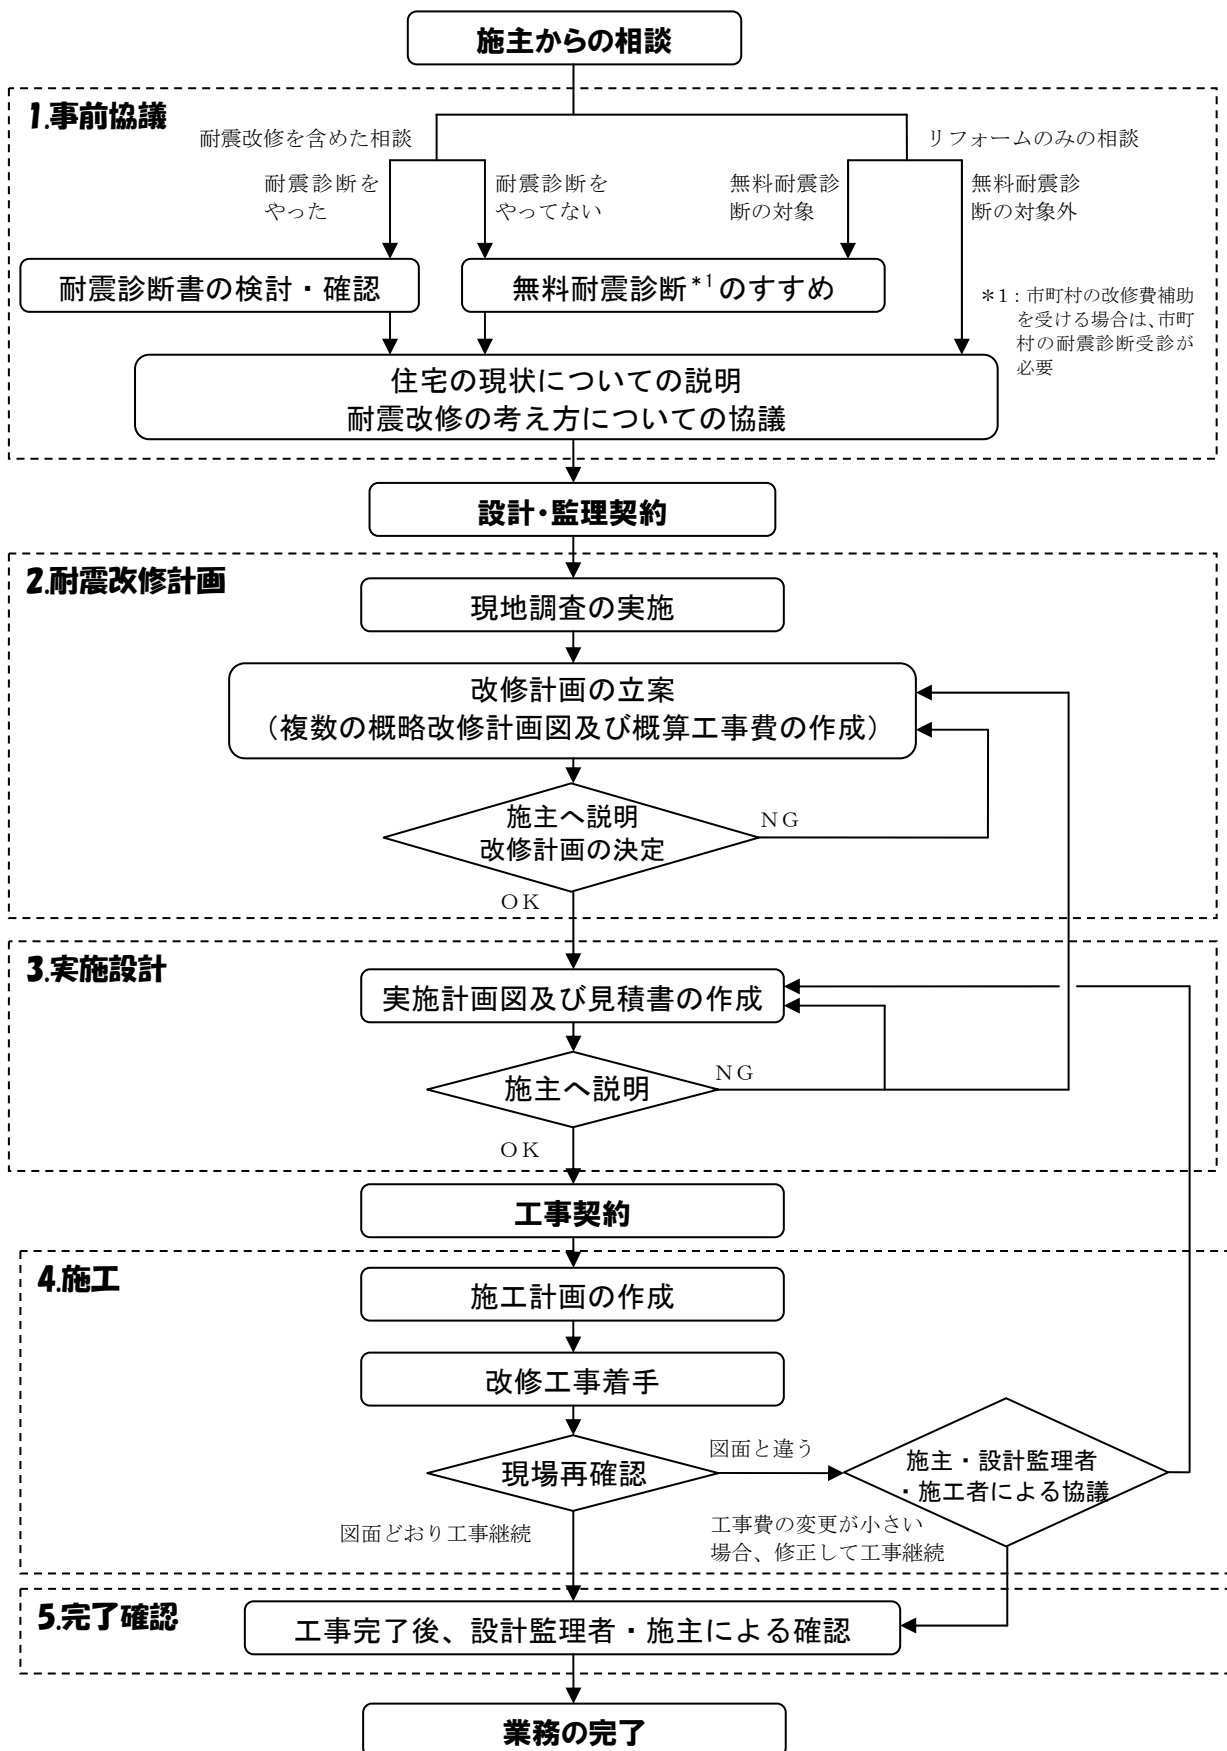 施主からの相談
1.事前協議
耐震改修を含めた相談
リフォームのみの相談
耐震診断を
やった
耐震診断を
やってない
無料耐震診
断の対象
無料耐震診
断の対象外
耐震診断書の検討・確認
無料耐震診断*1のすすめ
*1：市町村の改修費補助
を受ける場合は、市町
村の耐震診断受診が
必要
住宅の現状についての説明
耐震改修の考え方についての協議
設計・監理契約
2.耐震改修計画
現地調査の実施
改修計画の立案
（複数の概略改修計画図及び概算工事費の作成）
施主へ説明
改修計画の決定
NG
OK
3.実施設計
実施計画図及び見積書の作成
施主へ説明
NG
OK
工事契約
4.施工
施工計画の作成
改修工事着手
現場再確認
図面と違う
施主・設計監理者
・施工者による協議
図面どおり工事継続
工事費の変更が小さい
場合、修正して工事継続
5.完了確認
工事完了後、設計監理者・施主による確認
業務の完了